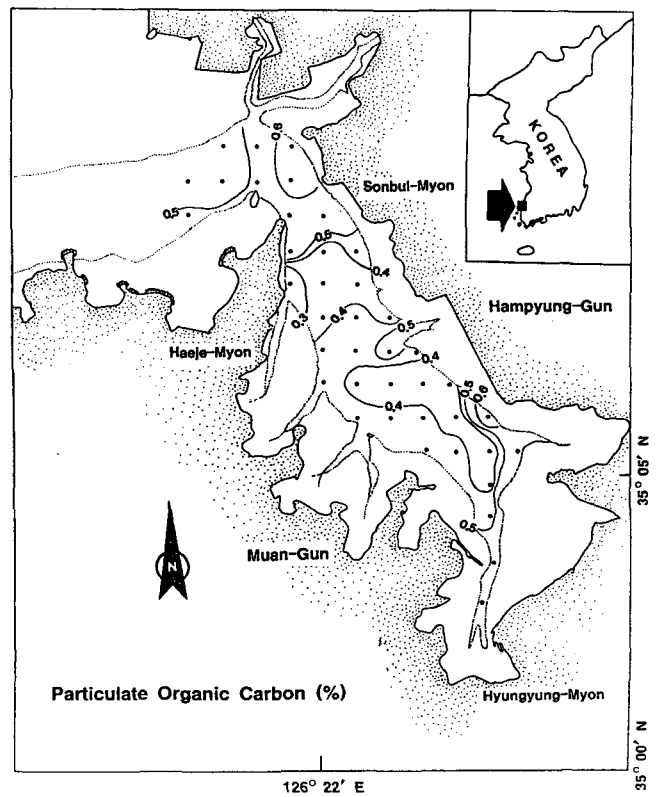 KOREA
0.6
Sonbul-Myon
0.5
0.5
0.4
Hampyung-Gun
0.3
0.4
0.5
Haeje-Myon
0.4
0.5
0.6
0.4
35° 05' N
0.5
Muan-Gun
N
Particulate Organic Carbon (%)
Hyungyung-Myon
35° 00' N
126° 22' E